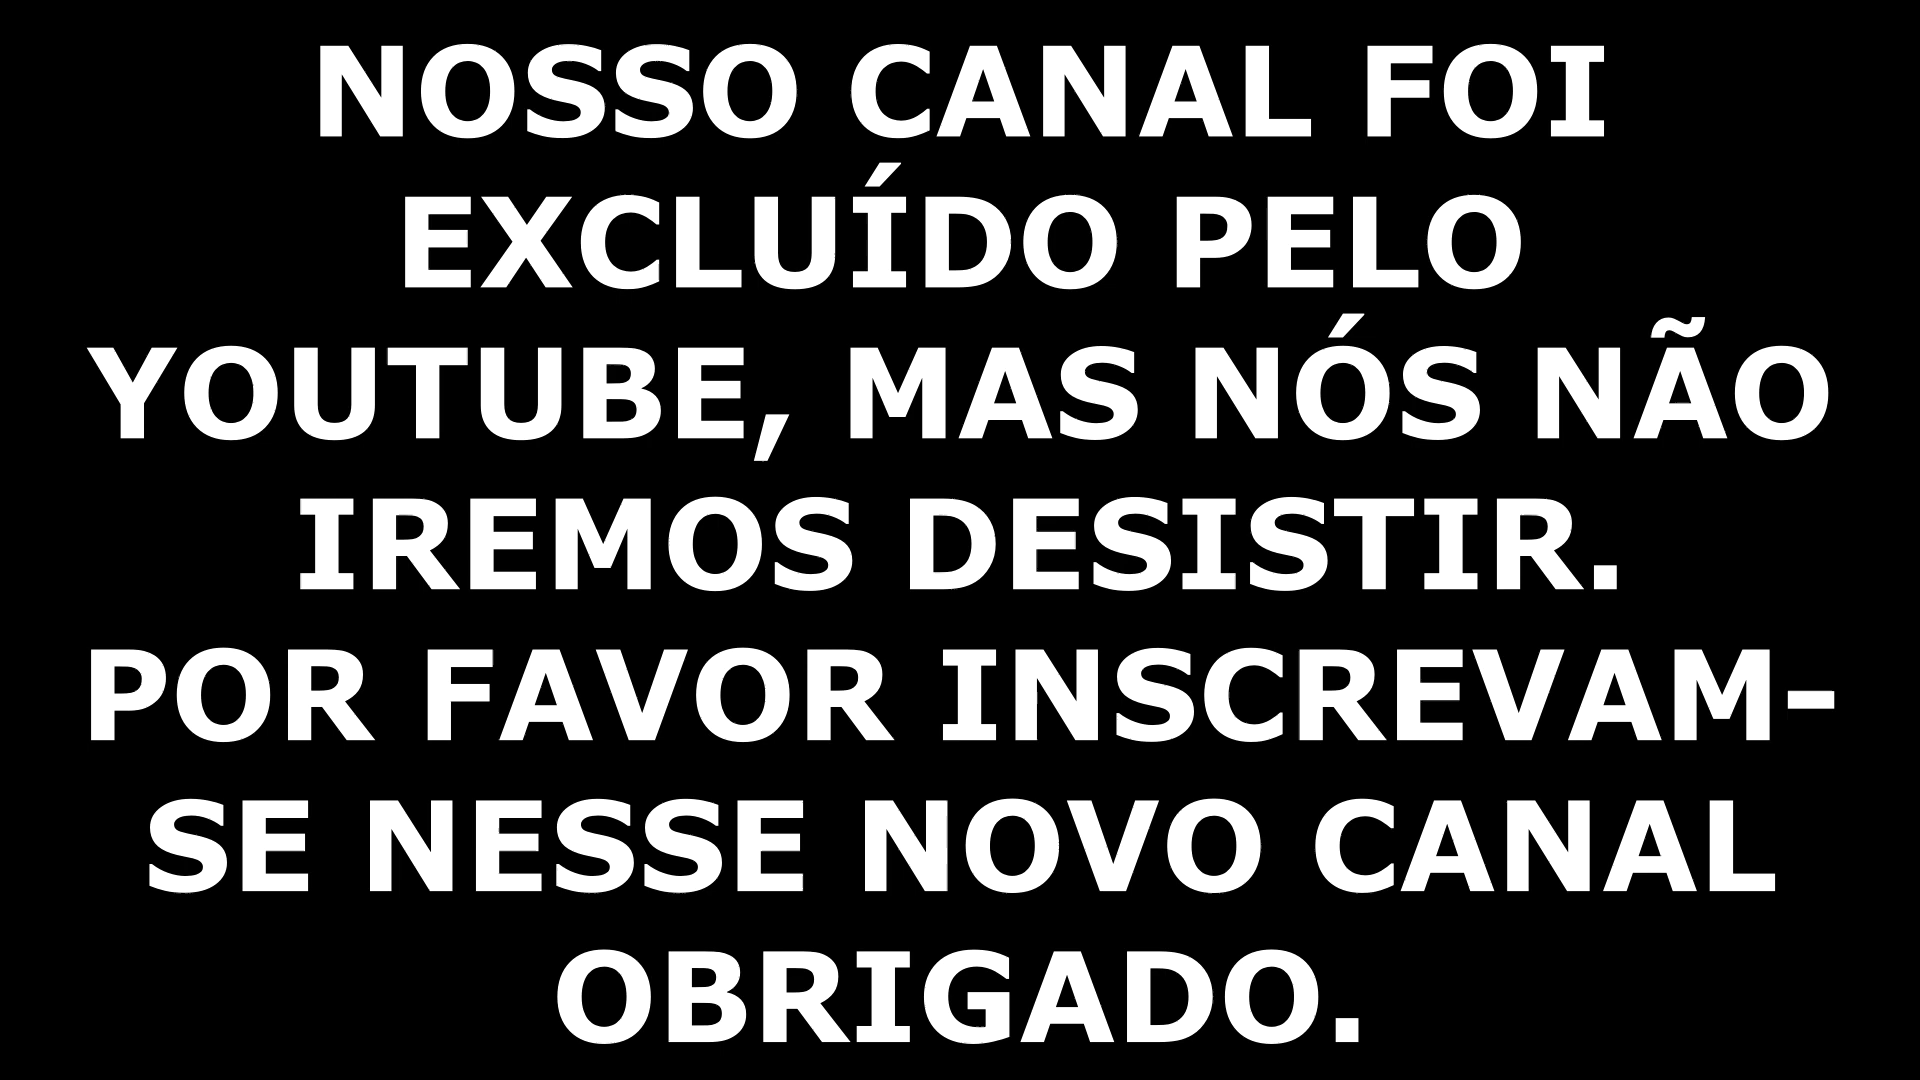 NOSSO CANAL FOI
EXCLUÍDO PELO
YOUTUBE, MAS NÓS NÃO
IREMOS DESISTIR.
POR FAVOR INSCREVAM-
SE NESSE NOVO CANAL
OBRIGADO.